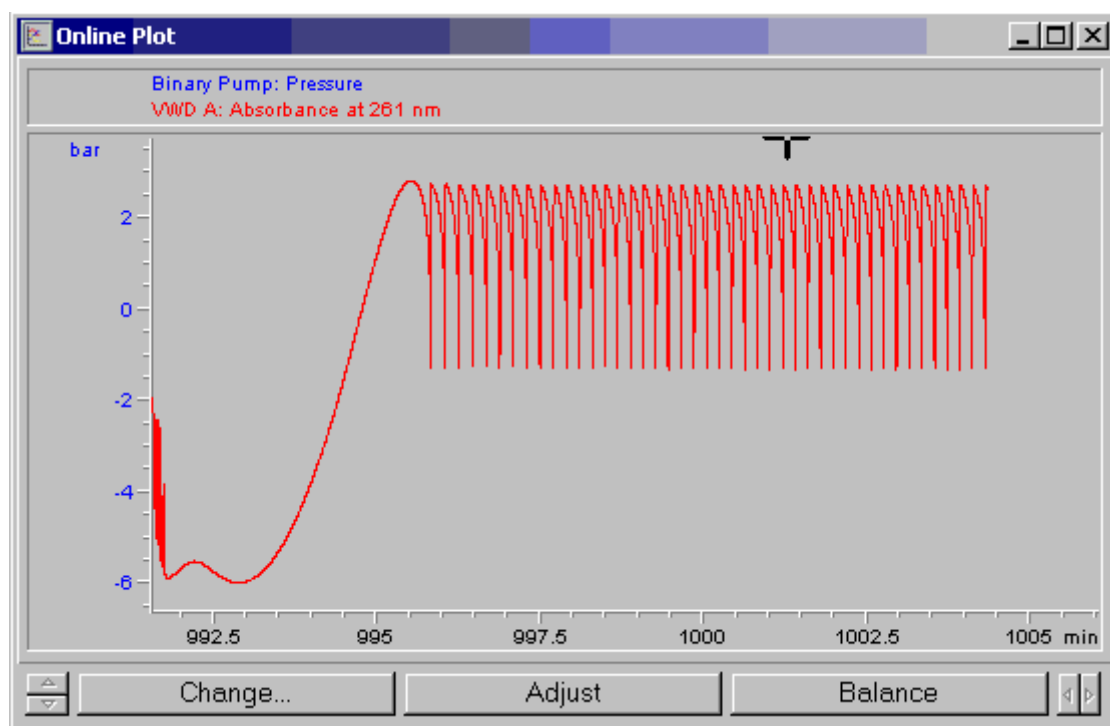 Online Plot
Binary Pump: Pressure
VWD A: Absorbance at 261 nm
bar
2
0
-2
-4
-6
992.5 995 997.5 1000 1002.5 1005 min
Change... Adjust Balance